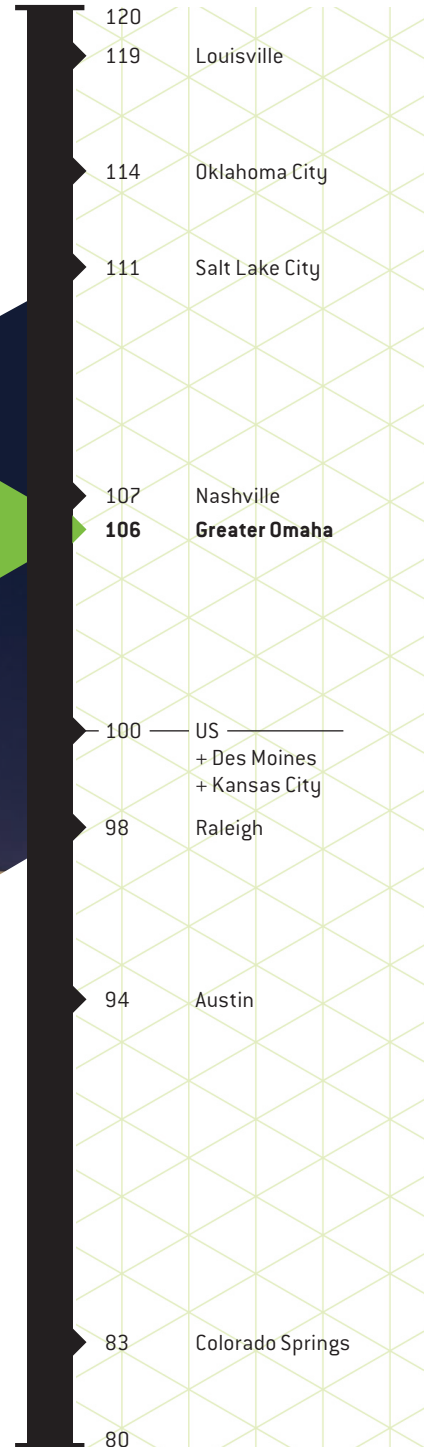 120
119 Louisville
114 Oklahoma City
111 Salt Lake City
107 Nashville
106 Greater Omaha
100 US
+ Des Moines
+ Kansas City
98 Raleigh
94 Austin
83 Colorado Springs
80